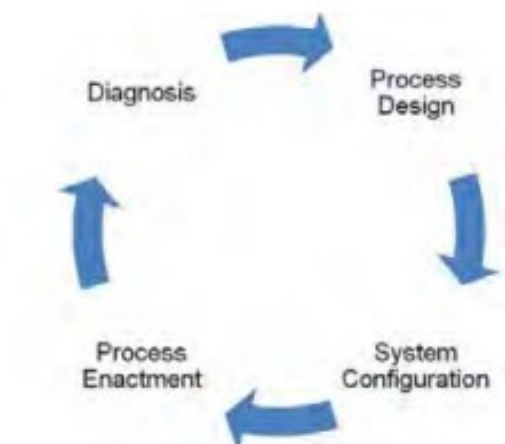 Diagnosis
Process
Design
System
Configuration
Process
Enactment